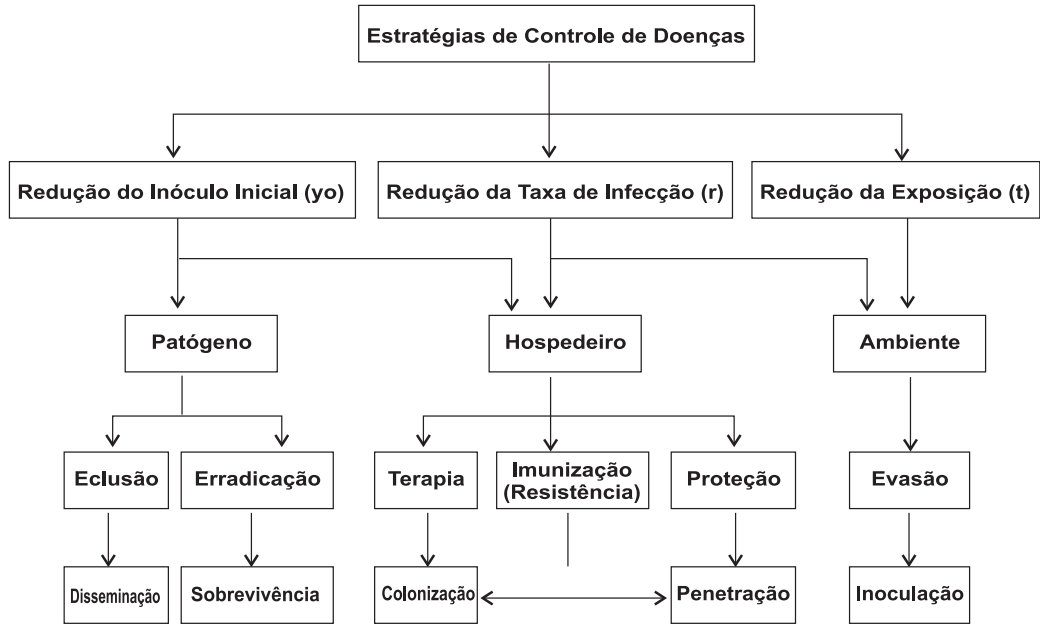 Estratégias de Controle de Doenças
Redução do Inóculo Inicial (yo)
Redução da Taxa de Infecção (r)
Redução da Exposição (t)
Patógeno
Hospedeiro
Ambiente
Eclusão
Erradicação
Terapia
Imunização
(Resistência)
Proteção
Evasão
Disseminação
Sobrevivência
Colonização
Penetração
Inoculação